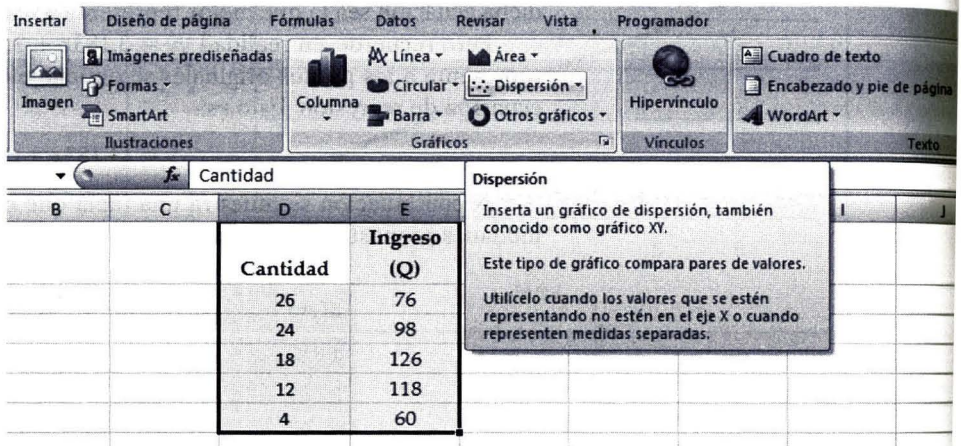 Insertar Diseño de página Fórmulas Datos Revisar Vista Programador
Imagen
Imágenes prediseñadas
Formas
SmartArt
Ilustraciones
Columna
Línea
Circular
Barra
Área
Dispersión
Otros gráficos
Gráficos
Hipervínculo
Vínculos
Cuadro de texto
Encabezado y pie de página
WordArt
Texto
fx Cantidad
Dispersión
Inserta un gráfico de dispersión, también
conocido como gráfico XY.
Este tipo de gráfico compara pares de valores.
Utilícelo cuando los valores que se estén
representando no estén en el eje X o cuando
representen medidas separadas.
B C D E I J
Cantidad Ingreso
(Q)
26 76
24 98
18 126
12 118
4 60